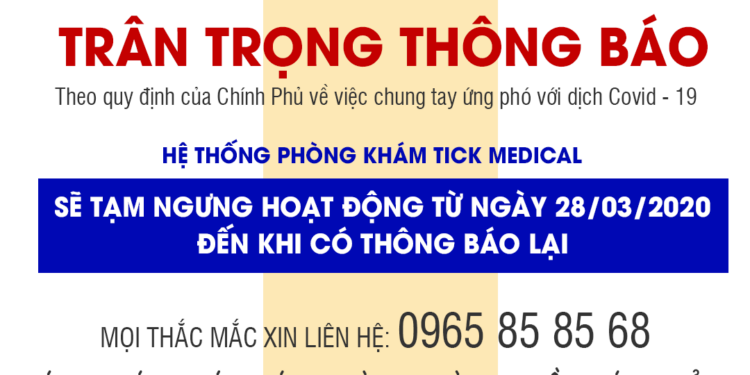 TRÂN TRỌNG THÔNG BÁO
Theo quy định của Chính Phủ về việc chung tay ứng phó với dịch Covid - 19
HỆ THỐNG PHÒNG KHÁM TICK MEDICAL
SẼ TẠM NGƯNG HOẠT ĐỘNG TỪ NGÀY 28/03/2020
ĐẾN KHI CÓ THÔNG BÁO LẠI
MỌI THẮC MẮC XIN LIÊN HỆ: 0965 85 85 68